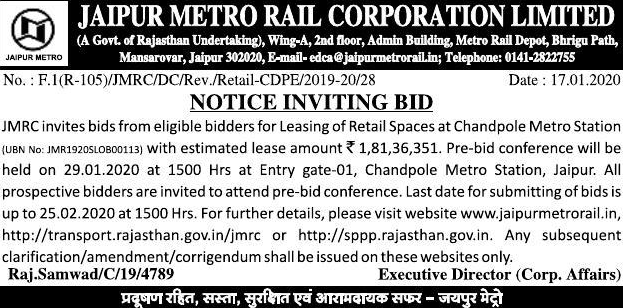 JAIPUR METRO RAIL CORPORATION LIMITED
(A Govt. of Rajasthan Undertaking), Wing-A, 2nd floor, Admin Building, Metro Rail Depot, Bhrigu Path,
JAIPUR METRO
Mansarovar, Jaipur 302020, E-mail- edca@jaipurmetrorail.in; Telephone: 0141-2822755
No. : F.1(R-105)/JMRC/DC/Rev./Retail-CDPE/2019-20/28 Date : 17.01.2020
NOTICE INVITING BID
JMRC invites bids from eligible bidders for Leasing of Retail Spaces at Chandpole Metro Station
(UBN No: JMR1920SLOB00113) with estimated lease amount ₹ 1,81,36,351. Pre-bid conference will be
held on 29.01.2020 at 1500 Hrs at Entry gate-01, Chandpole Metro Station, Jaipur. All
prospective bidders are invited to attend pre-bid conference. Last date for submitting of bids is
up to 25.02.2020 at 1500 Hrs. For further details, please visit website www.jaipurmetrorail.in,
http://transport.rajasthan.gov.in/jmrc or http://sppp.rajasthan.gov.in. Any subsequent
clarification/amendment/corrigendum shall be issued on these websites only.
Raj.Samwad/C/19/4789 Executive Director (Corp. Affairs)
प्रदूषण रहित, सस्ता, सुरक्षित एवं आरामदायक सफर – जयपुर मेट्रो